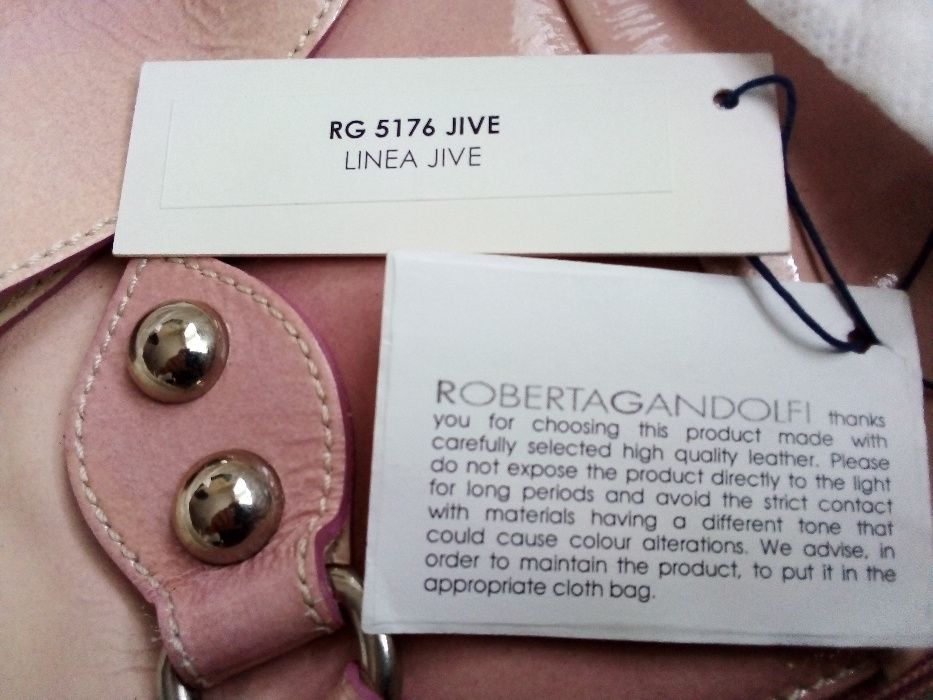 RG 5176 JIVE
LINEA JIVE
ROBERTAGANDOLFI thanks
you for choosing this product made with
carefully selected high quality leather. Please
do not expose the product directly to the light
for long periods and avoid the strict contact
with materials having a different tone that
could cause colour alterations. We advise, in
order to maintain the product, to put it in the
appropriate cloth bag.